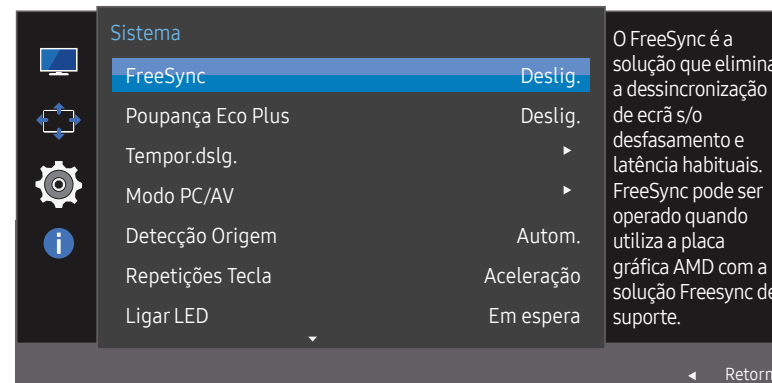 Sistema
FreeSync Deslig.
Poupança Eco Plus Deslig.
Tempor.dslg.
Modo PC/AV
Detecção Origem Autom.
Repetições Tecla Aceleração
Ligar LED Em espera
O FreeSync é a
solução que elimina
a dessincronização
de ecrã s/o
desfasamento e
latência habituais.
FreeSync pode ser
operado quando
utiliza a placa
gráfica AMD com a
solução Freesync de
suporte.
Retorn